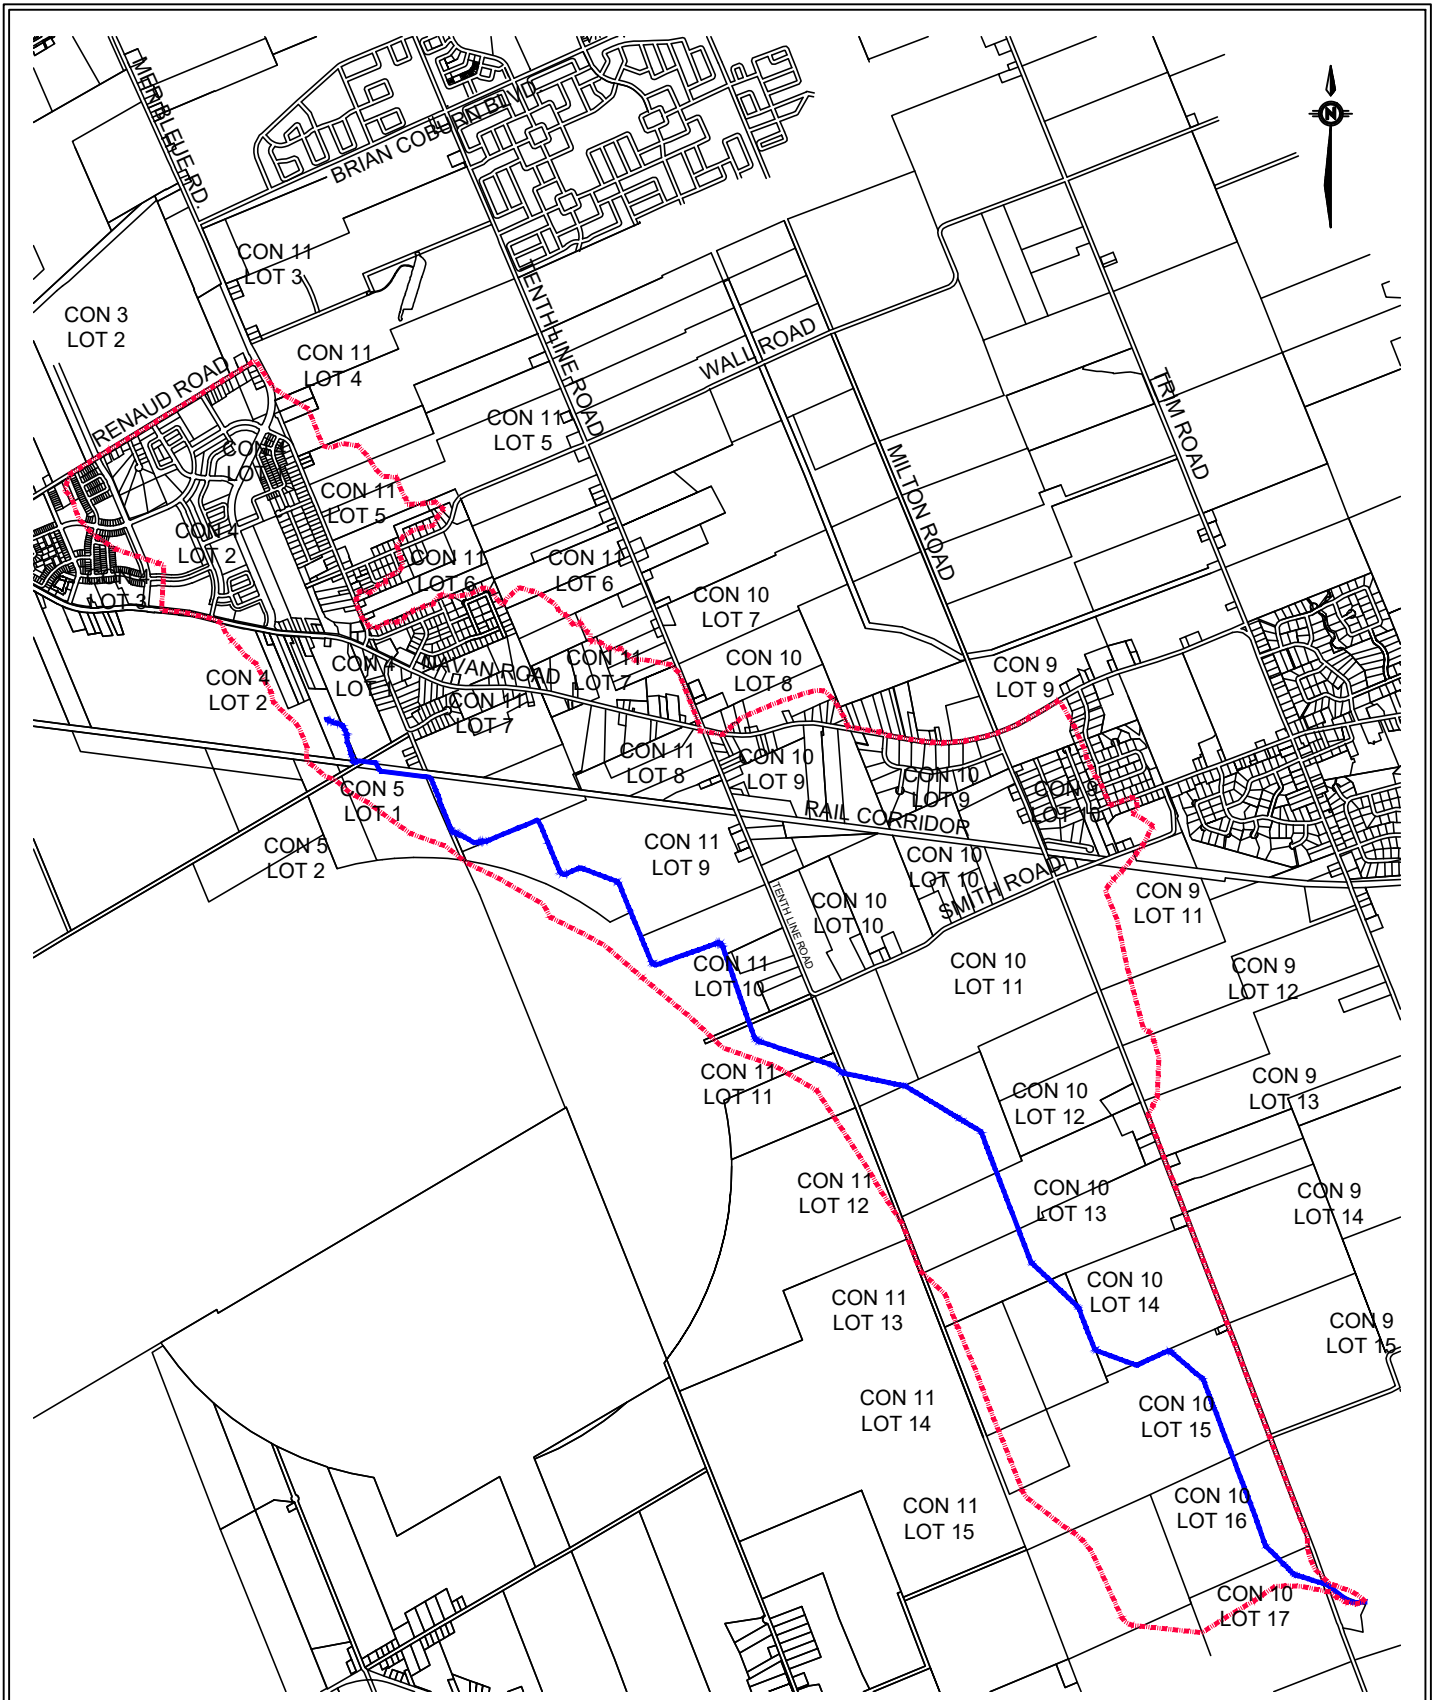 MER BLEUE RD.
BRIAN COBURN BLVD
N
CON 11
LOT 3
CON 3
LOT 2
CON 11
LOT 4
RENAUD ROAD
TENTH LINE ROAD
WALL ROAD
TRIM ROAD
CON 11
LOT 5
MILTON ROAD
CON 11
LOT 5
CON 4
LOT 2
LOT 3
CON 11
LOT 6
CON 11
LOT 6
CON 10
LOT 7
CON 4
LOT 2
CON 4
NAVAN ROAD
CON 11
LOT 7
CON 11
LOT 7
CON 10
LOT 8
CON 9
LOT 9
CON 11
LOT 8
CON 10
LOT 9
CON 10
LOT 9
CON 9
LOT 10
CON 5
LOT 1
RAIL CORRIDOR
CON 5
LOT 2
CON 11
LOT 9
CON 10
LOT 10
SMITH ROAD
CON 10
LOT 10
TENTH LINE ROAD
CON 9
LOT 11
CON 11
LOT 10
CON 10
LOT 11
CON 9
LOT 12
CON 11
LOT 11
CON 10
LOT 12
CON 9
LOT 13
CON 11
LOT 12
CON 10
LOT 13
CON 9
LOT 14
CON 11
LOT 13
CON 10
LOT 14
CON 9
LOT 15
CON 11
LOT 14
CON 10
LOT 15
CON 11
LOT 15
CON 10
LOT 16
CON 10
LOT 17